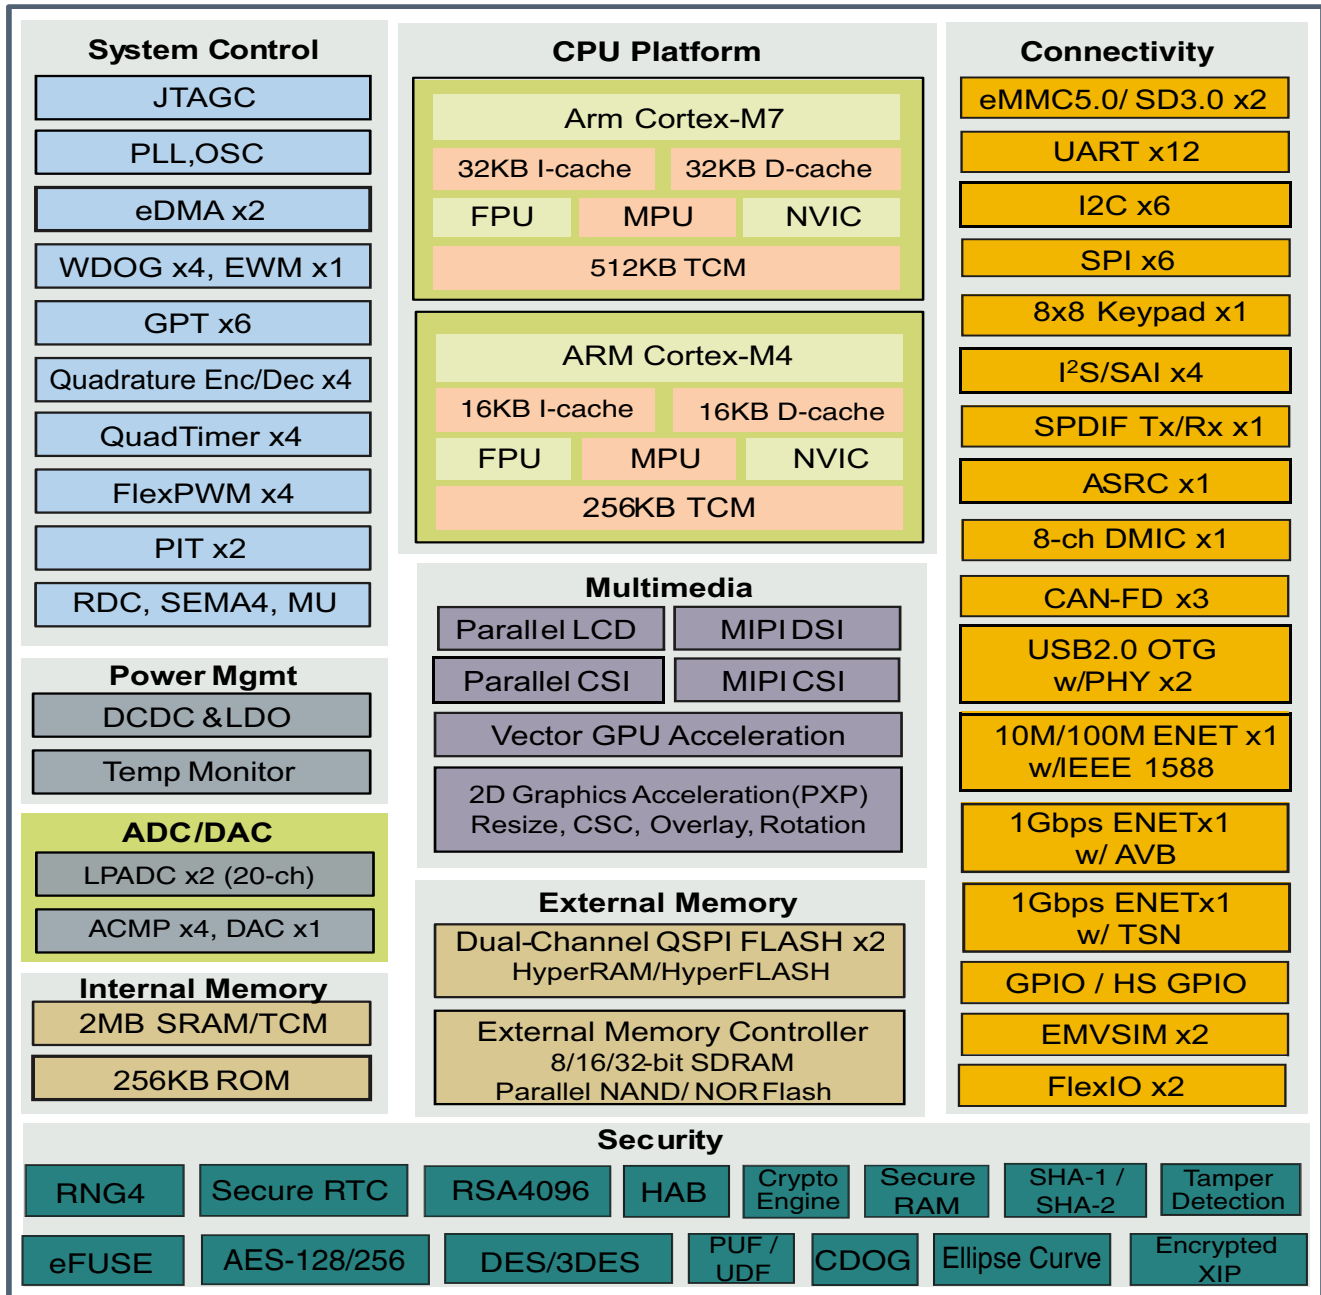 System Control
JTAGC
PLL,OSC
eDMA x2
WDOG x4, EWM x1
GPT x6
Quadrature Enc/Dec x4
QuadTimer x4
FlexPWM x4
PIT x2
RDC, SEMA4, MU
Power Mgmt
DCDC &LDO
Temp Monitor
ADC/DAC
LPADC x2 (20-ch)
ACMP x4, DAC x1
Internal Memory
2MB SRAM/TCM
256KB ROM
CPU Platform
Arm Cortex-M7
32KB I-cache
32KB D-cache
FPU
MPU
NVIC
512KB TCM
ARM Cortex-M4
16KB I-cache
16KB D-cache
FPU
MPU
NVIC
256KB TCM
Multimedia
Parallel LCD
MIPI DSI
Parallel CSI
MIPI CSI
Vector GPU Acceleration
2D Graphics Acceleration(PXP)
Resize, CSC, Overlay, Rotation
External Memory
Dual-Channel QSPI FLASH x2
HyperRAM/HyperFLASH
External Memory Controller
8/16/32-bit SDRAM
Parallel NAND/ NOR Flash
Connectivity
eMMC5.0/ SD3.0 x2
UART x12
I2C x6
SPI x6
8x8 Keypad x1
I²S/SAI x4
SPDIF Tx/Rx x1
ASRC x1
8-ch DMIC x1
CAN-FD x3
USB2.0 OTG
w/PHY x2
10M/100M ENET x1
w/IEEE 1588
1Gbps ENETx1
w/ AVB
1Gbps ENETx1
w/ TSN
GPIO / HS GPIO
EMVSIM x2
FlexIO x2
Security
RNG4
Secure RTC
RSA4096
HAB
Crypto
Engine
Secure
RAM
SHA-1 /
SHA-2
Tamper
Detection
eFUSE
AES-128/256
DES/3DES
PUF /
UDF
CDOG
Ellipse Curve
Encrypted
XIP